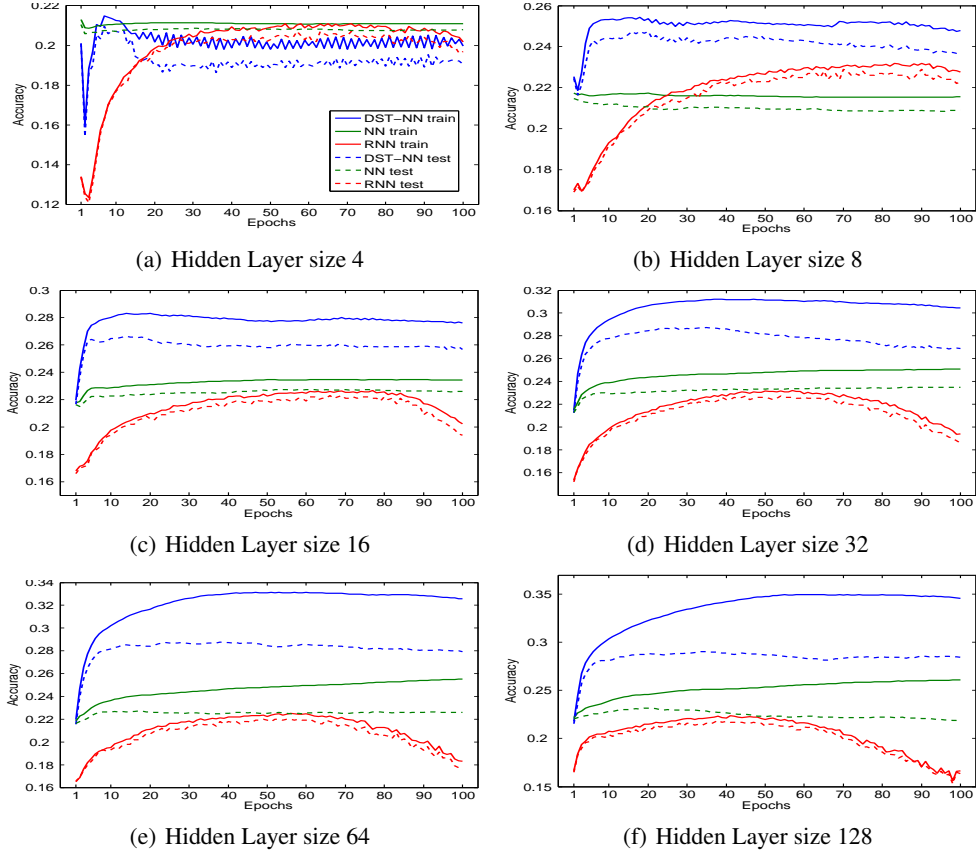 0.22
0.2
0.18
0.16
0.14
0.12
Accuracy
1 10 20 30 40 50 60 70 80 90 100
Epochs
DST-NN train
NN train
RNN train
DST-NN test
NN test
RNN test
(a) Hidden Layer size 4
0.26
0.24
0.22
0.2
0.18
0.16
Accuracy
1 10 20 30 40 50 60 70 80 90 100
Epochs
(b) Hidden Layer size 8
0.3
0.28
0.26
0.24
0.22
0.2
0.18
0.16
Accuracy
1 10 20 30 40 50 60 70 80 90 100
Epochs
(c) Hidden Layer size 16
0.32
0.3
0.28
0.26
0.24
0.22
0.2
0.18
0.16
Accuracy
1 10 20 30 40 50 60 70 80 90 100
Epochs
(d) Hidden Layer size 32
0.34
0.32
0.3
0.28
0.26
0.24
0.22
0.2
0.18
0.16
Accuracy
1 10 20 30 40 50 60 70 80 90 100
Epochs
(e) Hidden Layer size 64
0.35
0.3
0.25
0.2
0.15
Accuracy
1 10 20 30 40 50 60 70 80 90 100
Epochs
(f) Hidden Layer size 128